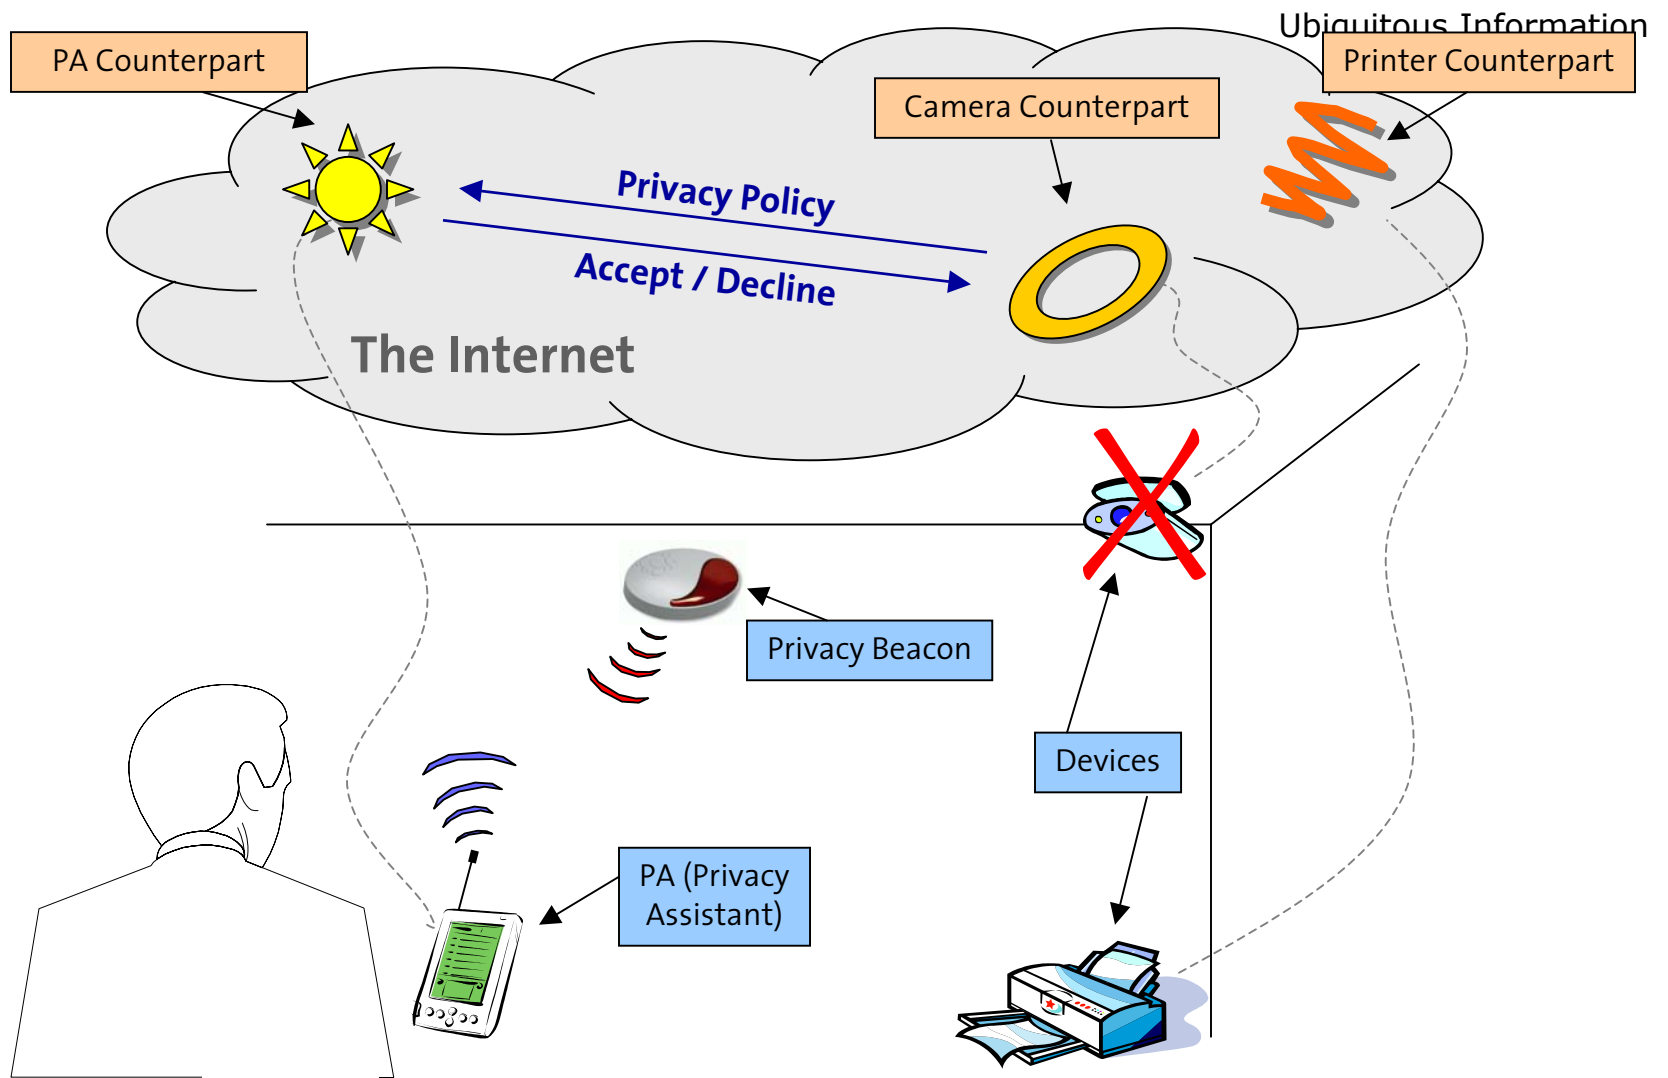 Ubiquitous Information
PA Counterpart
Printer Counterpart
Camera Counterpart
Privacy Policy
Accept / Decline
The Internet
Privacy Beacon
Devices
PA (Privacy
Assistant)